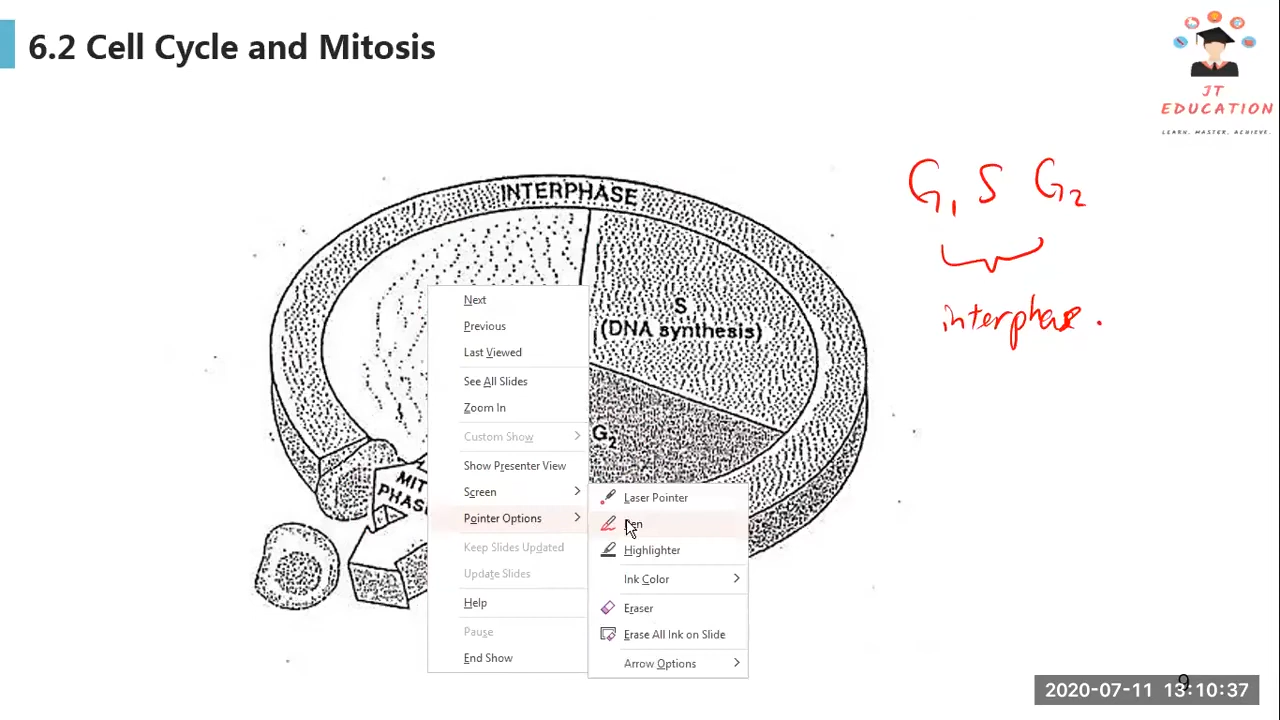 6.2 Cell Cycle and Mitosis
JT
EDUCATION
LEARN. MASTER. ACHIEVE.
INTERPHASE
S
(DNA synthesis)
G2
MIT
PHAS
G1 S G2
interphase.
Next
Previous
Last Viewed
See All Slides
Zoom In
Custom Show
Show Presenter View
Screen
Pointer Options
Keep Slides Updated
Update Slides
Help
Pause
End Show
Laser Pointer
Pen
Highlighter
Ink Color
Eraser
Erase All Ink on Slide
Arrow Options
9
2020-07-11 13:10:37